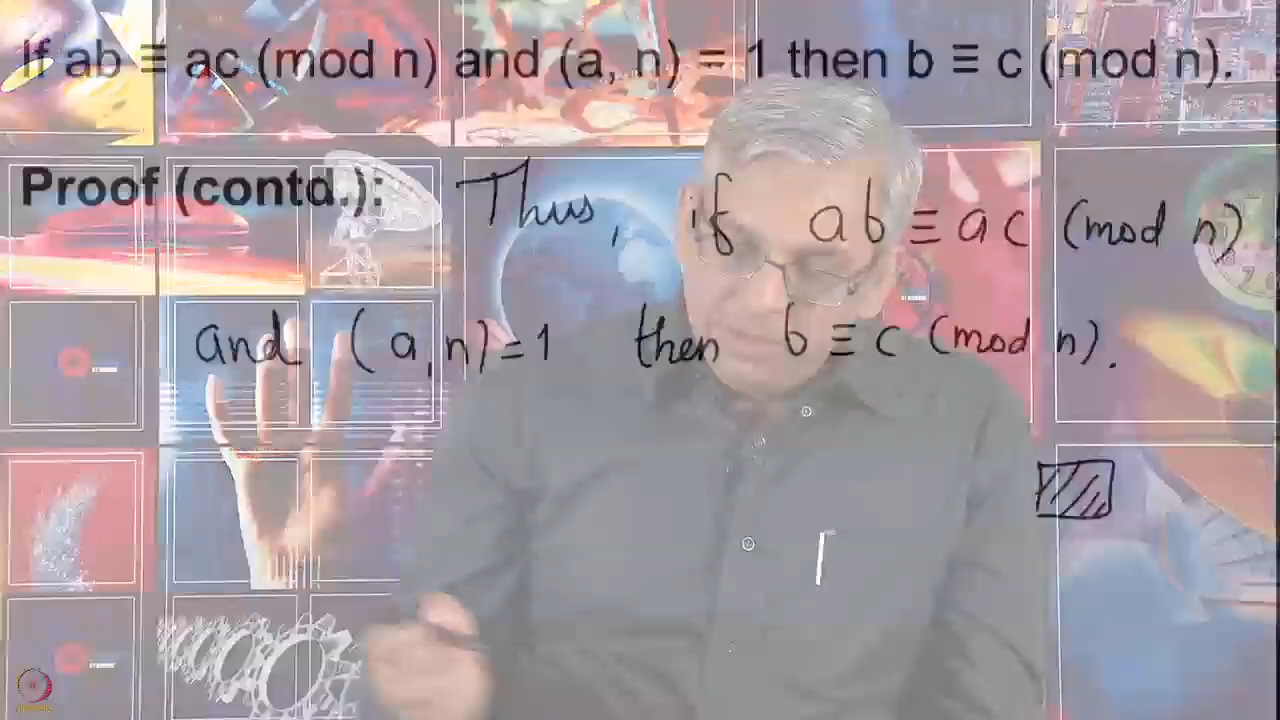 If ab ≡ ac (mod n) and (a, n) = 1 then b ≡ c (mod n).
Proof (contd.): Thus, if ab ≡ ac (mod n)
and (a, n) = 1 then b ≡ c (mod n).